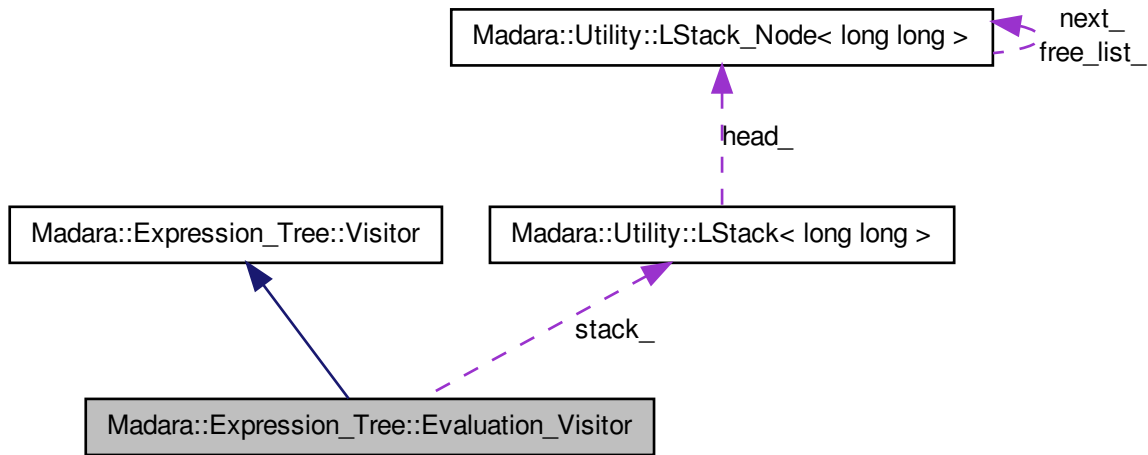 Madara::Utility::LStack_Node< long long >
next_
free_list_
head_
Madara::Expression_Tree::Visitor
Madara::Utility::LStack< long long >
stack_
Madara::Expression_Tree::Evaluation_Visitor